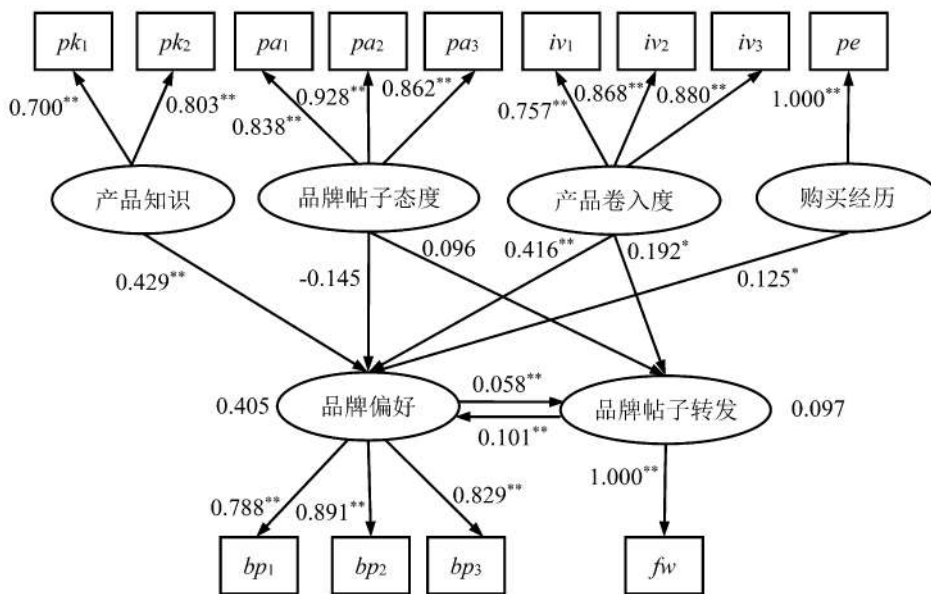 pk₁ pk₂ pa₁ pa₂ pa₃ iv₁ iv₂ iv₃ pe
0.700** 0.803** 0.838** 0.928** 0.862** 0.757** 0.868** 0.880** 1.000**
产品知识 品牌帖子态度 产品卷入度 购买经历
0.429** -0.145 0.096 0.416** 0.192* 0.125*
0.405 品牌偏好 0.058** 品牌帖子转发 0.097
0.101**
0.788** 0.891** 0.829** 1.000**
bp₁ bp₂ bp₃ fw